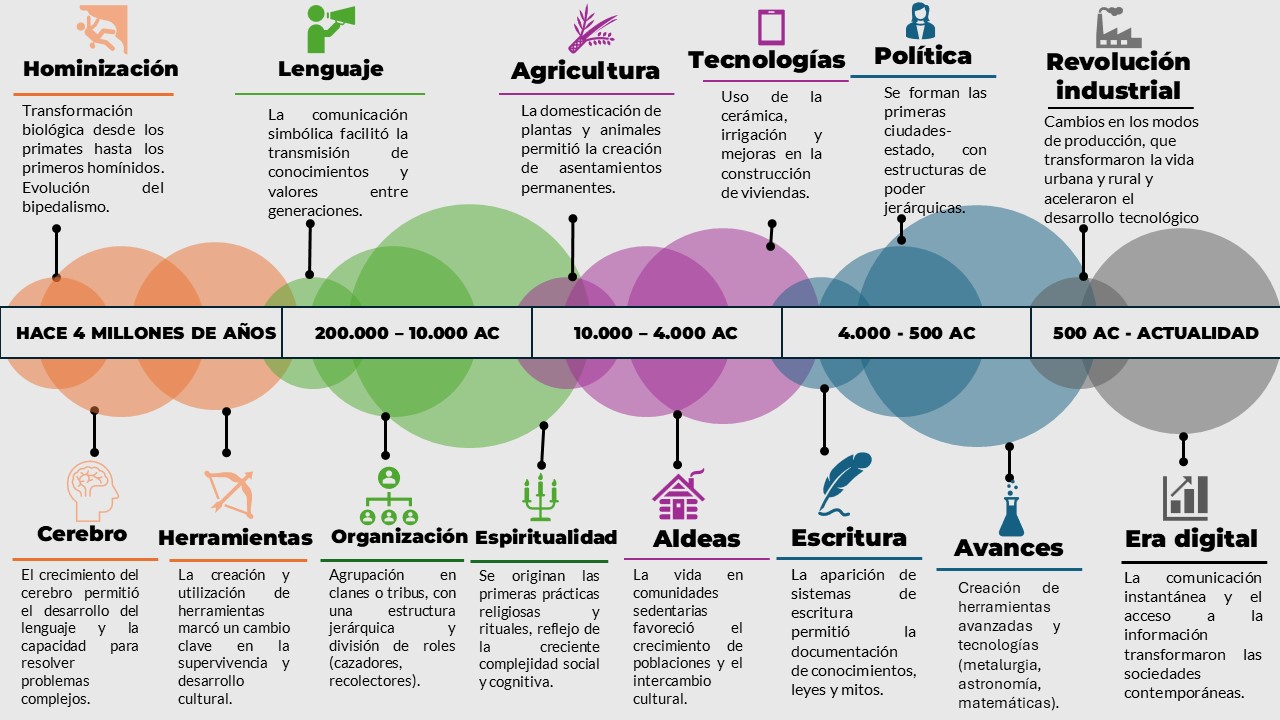 Hominización
Transformación
biológica desde los
primates hasta los
primeros homínidos.
Evolución del
bipedalismo.
Lenguaje
La comunicación
simbólica facilitó la
transmisión de
conocimientos y
valores entre
generaciones.
Agricultura
La domesticación de
plantas y animales
permitió la creación
de asentamientos
permanentes.
Tecnologías
Uso de la
cerámica,
irrigación y
mejoras en la
construcción
de viviendas.
Política
Se forman las
primeras
ciudades-
estado, con
estructuras de
poder
jerárquicas.
Revolución
industrial
Cambios en los modos
de producción, que
transformaron la vida
urbana y rural y
aceleraron el
desarrollo tecnológico
HACE 4 MILLONES DE AÑOS
200.000 – 10.000 AC
10.000 – 4.000 AC
4.000 - 500 AC
500 AC - ACTUALIDAD
Cerebro
El crecimiento del
cerebro permitió
el desarrollo del
lenguaje y la
capacidad para
resolver
problemas
complejos.
Herramientas
La creación y
utilización de
herramientas
marcó un cambio
clave en la
supervivencia y
desarrollo
cultural.
Organización
Agrupación en
clanes o tribus, con
una estructura
jerárquica y
división de roles
(cazadores,
recolectores).
Espiritualidad
Se originan las
primeras prácticas
religiosas y
rituales, reflejo de
la creciente
complejidad social
y cognitiva.
Aldeas
La vida en
comunidades
sedentarias
favoreció el
crecimiento de
poblaciones y el
intercambio
cultural.
Escritura
La aparición de
sistemas de
escritura
permitió la
documentación
de conocimientos,
leyes y mitos.
Avances
Creación de
herramientas
avanzadas y
tecnologías
(metalurgia,
astronomía,
matemáticas).
Era digital
La comunicación
instantánea y el
acceso a la
información
transformaron las
sociedades
contemporáneas.